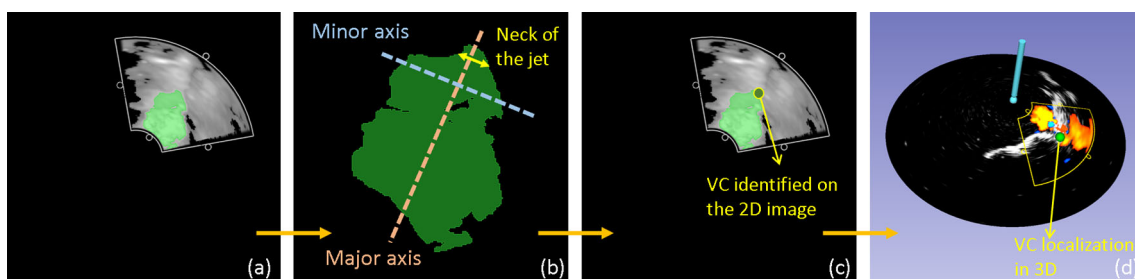 (a)
Minor axis
Neck of
the jet
Major axis
(b)
VC identified on
the 2D image
(c)
VC localization
in 3D
(d)